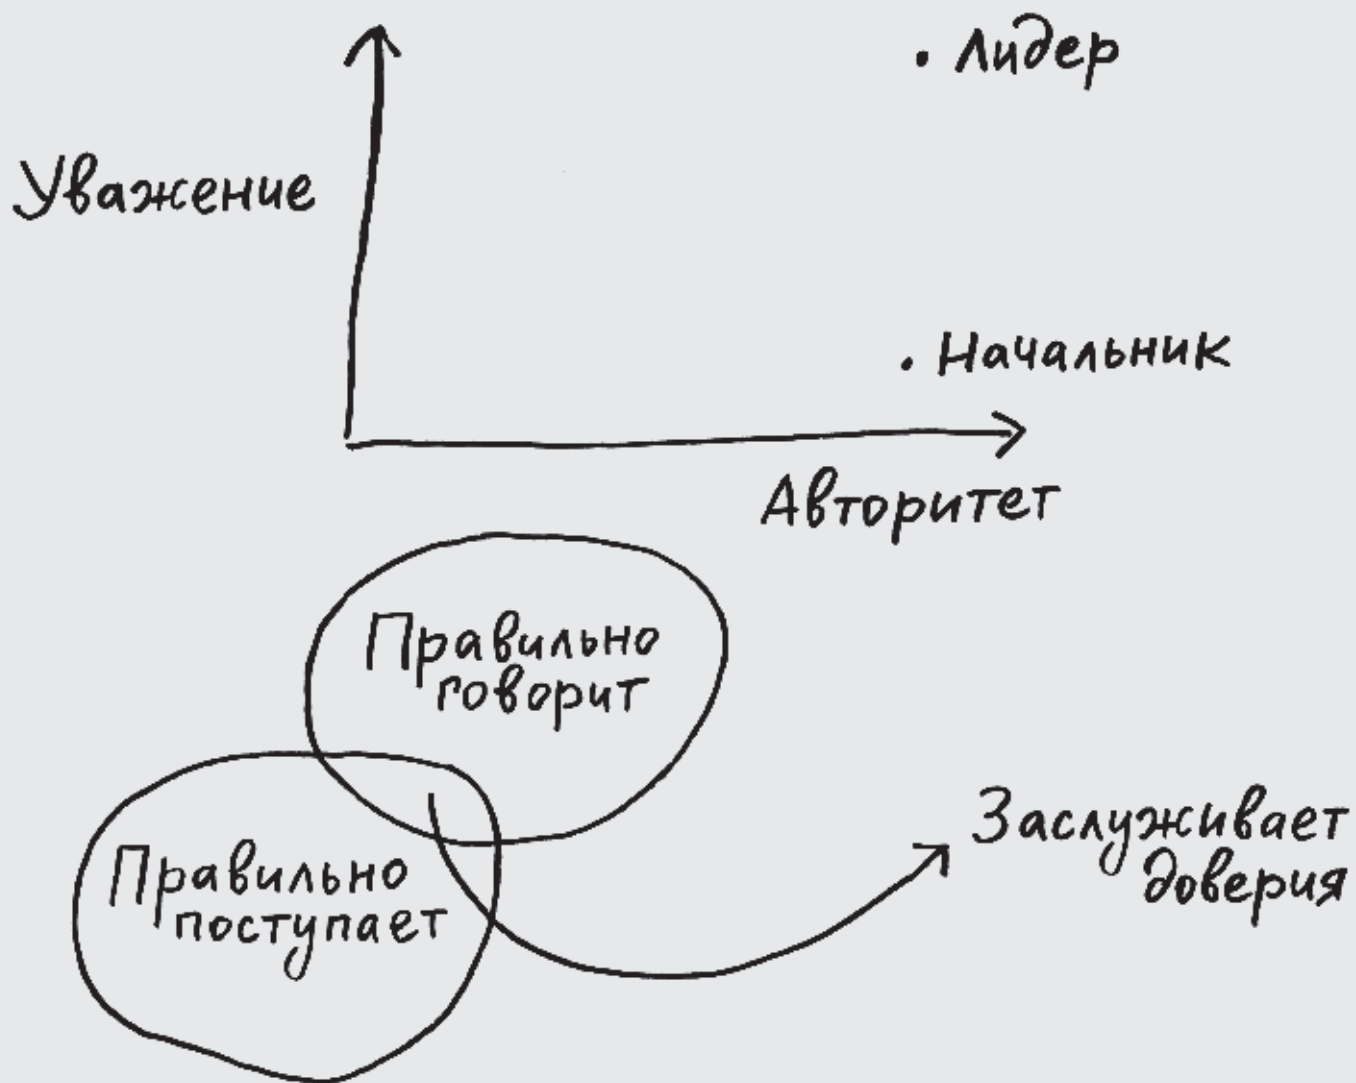 Лидер
Уважение
Начальник
Авторитет
Правильно
говорит
Правильно
поступает
Заслуживает
доверия